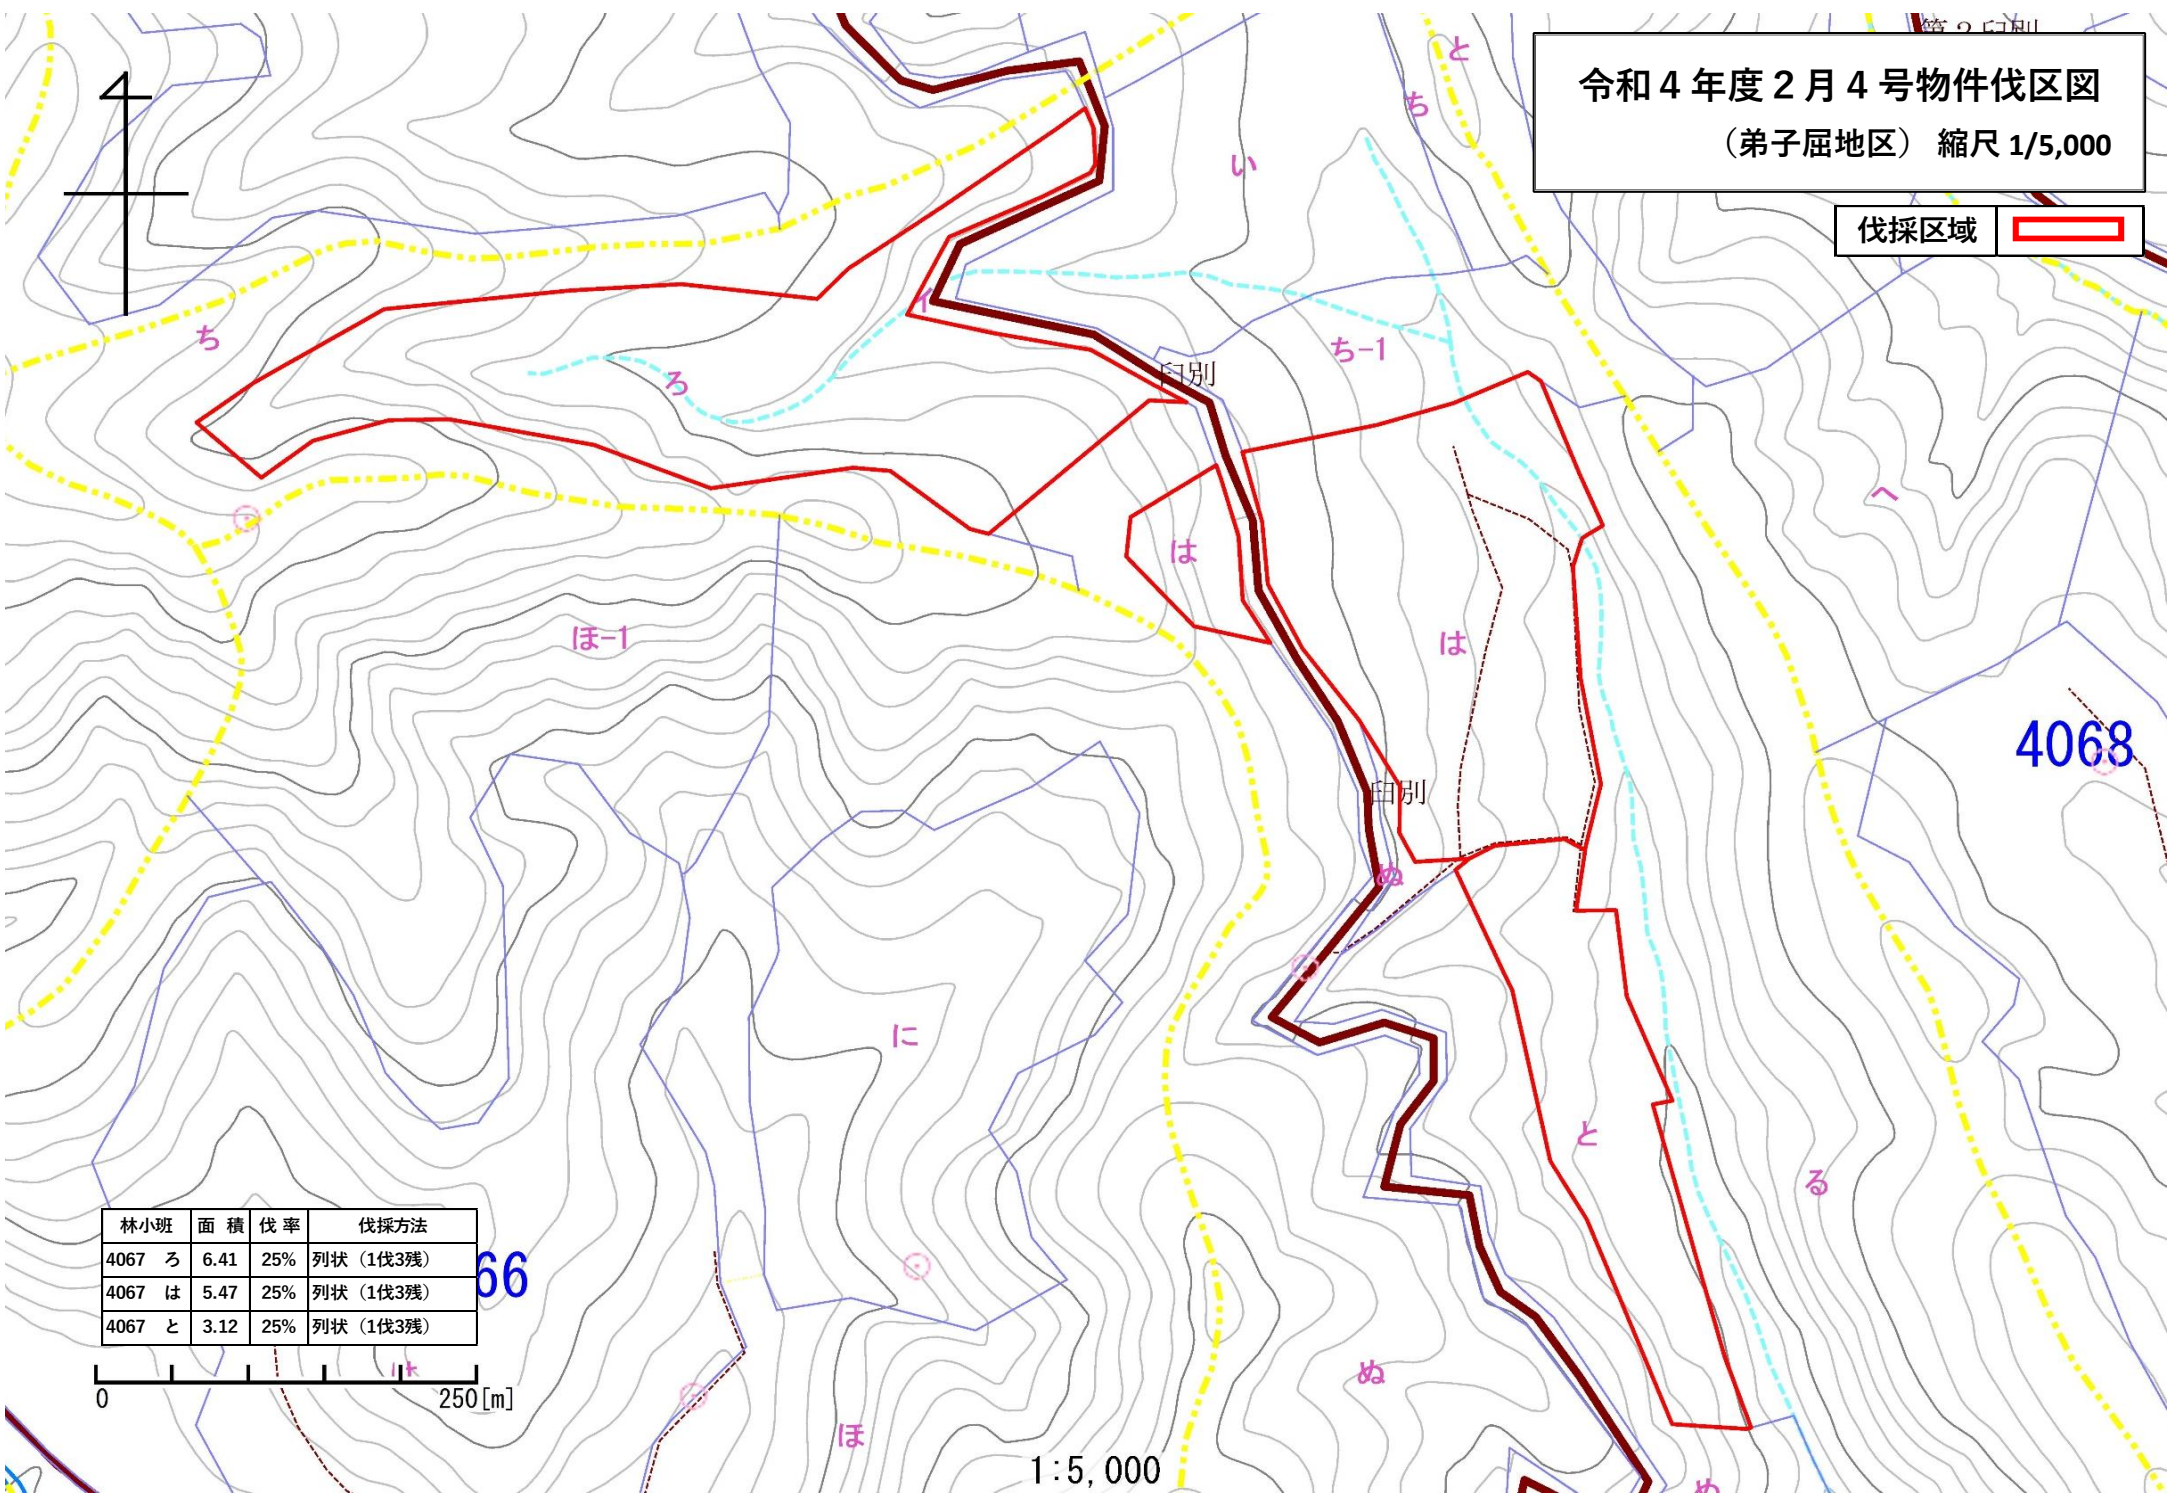 令和４年度２月４号物件伐区図
（弟子屈地区） 縮尺 1/5,000
伐採区域
と
ち
い
ち
イ
ろ
臼別
ち-1
へ
は
は
ほ-1
4068
臼別
ぬ
に
と
る
林小班 面 積 伐 率 伐採方法
4067 ろ 6.41 25% 列状（1伐3残）
4067 は 5.47 25% 列状（1伐3残）
4067 と 3.12 25% 列状（1伐3残）
66
0 250[m]
ぬ
ほ
1:5,000